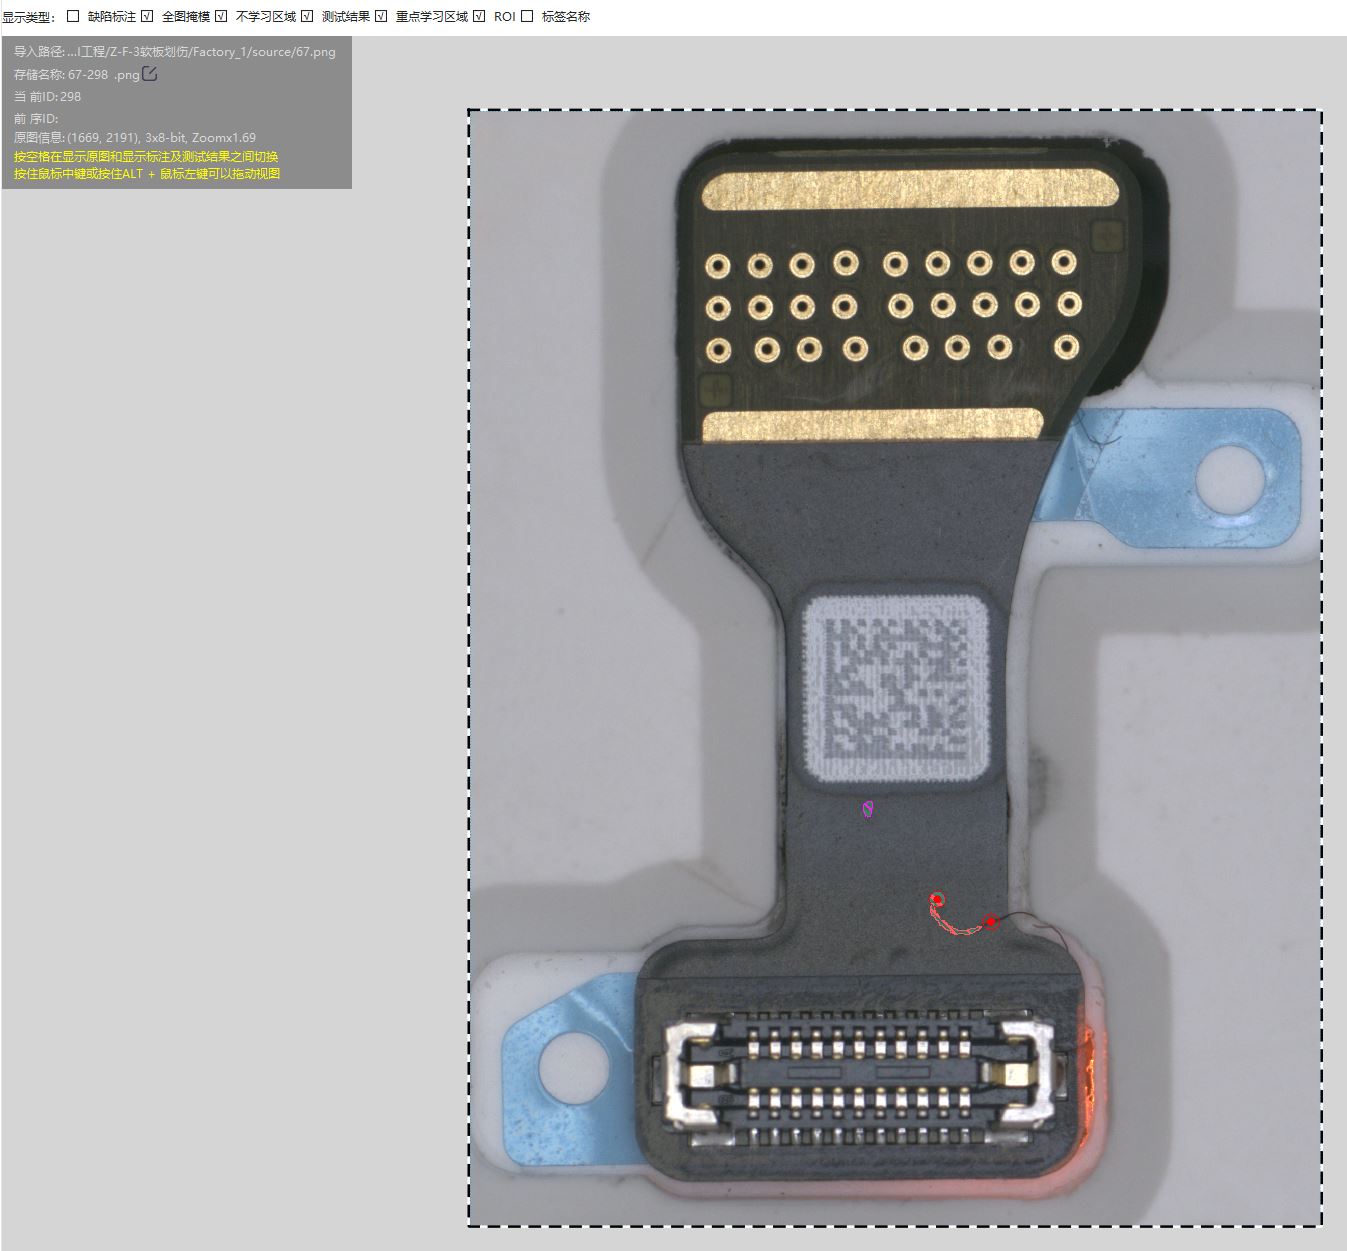 显示类型: 缺陷标注 全图掩模 不学习区域 测试结果 重点学习区域 ROI 标签名称
导入路径: ...I工程/Z-F-3软板划伤/Factory_1/source/67.png
存储名称: 67-298 .png
当 前ID: 298
前 序ID:
原图信息: (1669, 2191), 3x8-bit, Zoomx1.69
按空格在显示原图和显示标注及测试结果之间切换
按住鼠标中键或按住ALT + 鼠标左键可以拖动视图